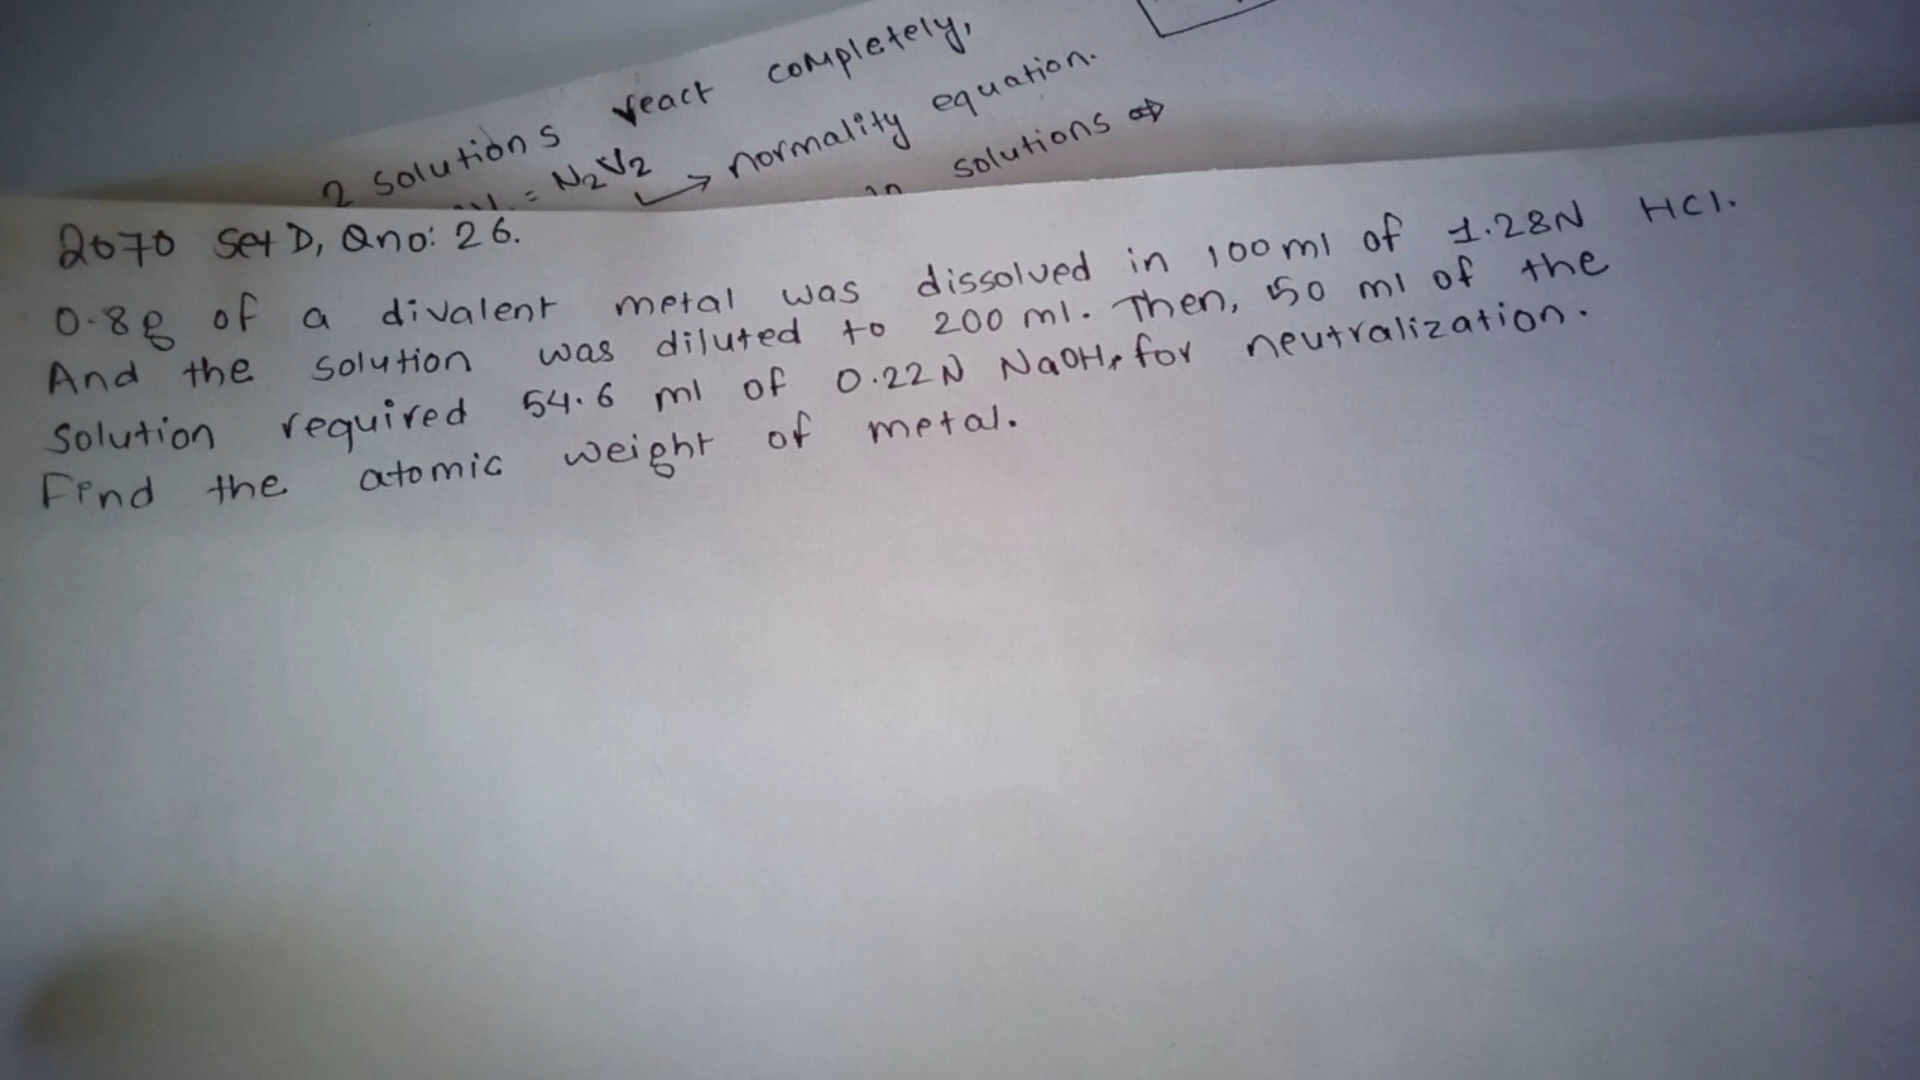 2 solutions react completely,
= N2V2 → normality equation.
in solutions ⇒
2070 Set D, Qno: 26.
0.8g of a divalent metal was dissolved in 100ml of 1.28N HCl.
And the solution was diluted to 200 ml. Then, 50 ml of the
solution required 54.6 ml of 0.22N NaOH, for neutralization.
Find the atomic weight of metal.